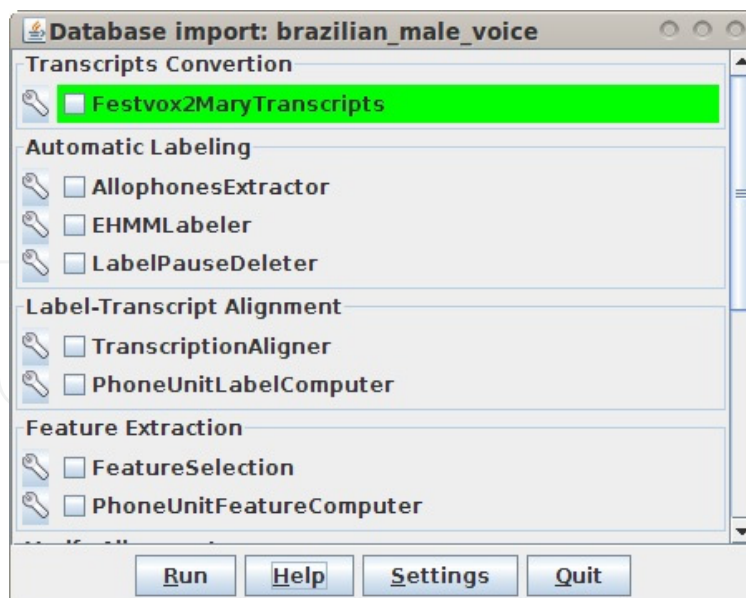 Database import: brazilian_male_voice
Transcripts Convertion
Festvox2MaryTranscripts
Automatic Labeling
AllophonesExtractor
EHMMLabeler
LabelPauseDeleter
Label-Transcript Alignment
TranscriptionAligner
PhoneUnitLabelComputer
Feature Extraction
FeatureSelection
PhoneUnitFeatureComputer
Run Help Settings Quit